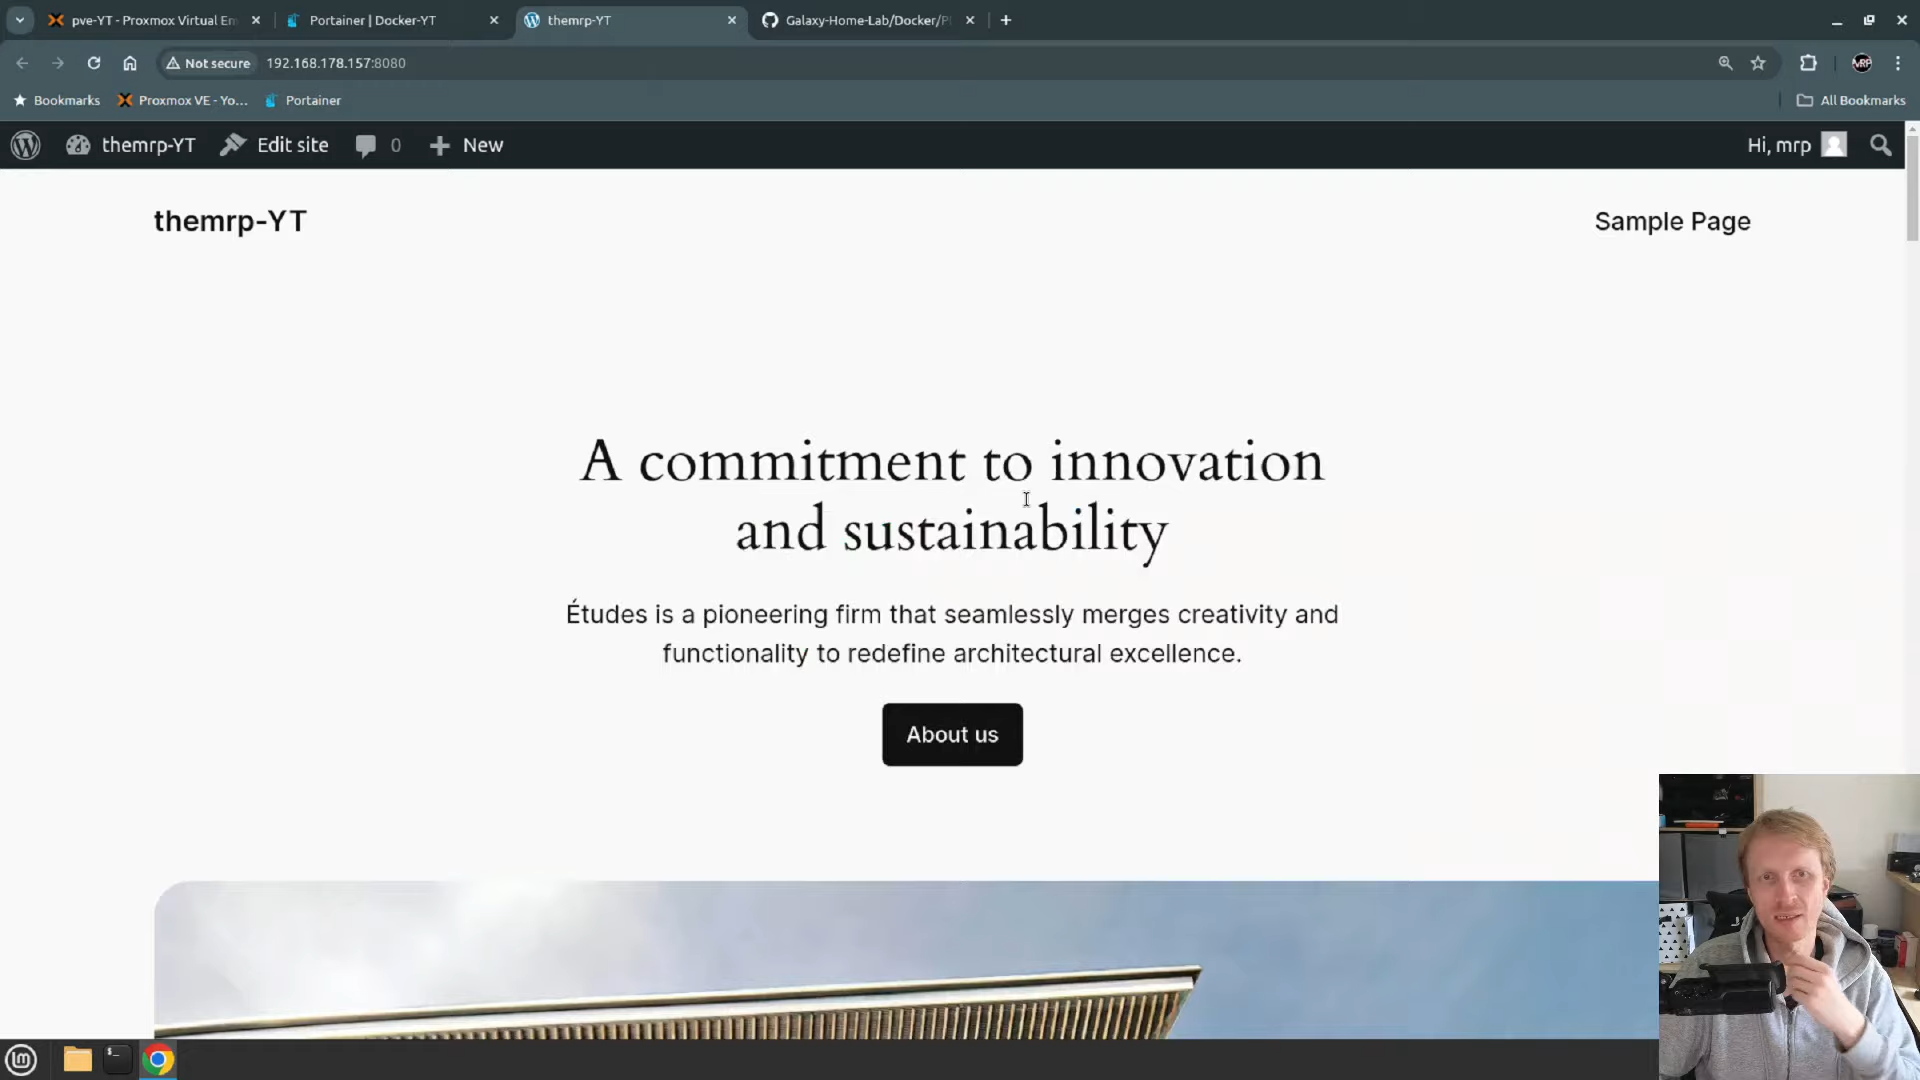 pve-YT - Proxmox Virtual En
Portainer | Docker-YT
themrp-YT
Galaxy-Home-Lab/Docker/P
Not secure
192.168.178.157:8080
Bookmarks
Proxmox VE - Yo...
Portainer
All Bookmarks
themrp-YT
Edit site
0
New
Hi, mrp
themrp-YT
Sample Page
A commitment to innovation
and sustainability
Études is a pioneering firm that seamlessly merges creativity and
functionality to redefine architectural excellence.
About us